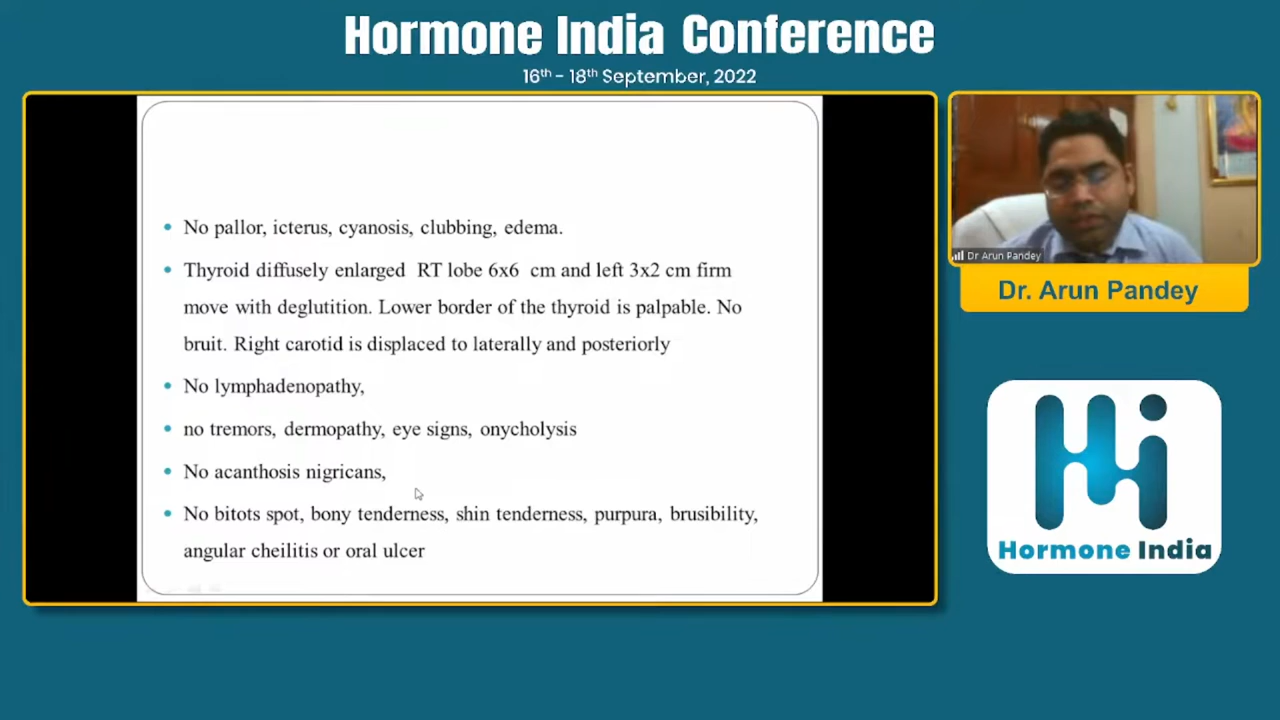 Hormone India Conference
16th - 18th September, 2022
• No pallor, icterus, cyanosis, clubbing, edema.
• Thyroid diffusely enlarged RT lobe 6x6 cm and left 3x2 cm firm
move with deglutition. Lower border of the thyroid is palpable. No
bruit. Right carotid is displaced to laterally and posteriorly
• No lymphadenopathy,
• no tremors, dermopathy, eye signs, onycholysis
• No acanthosis nigricans,
• No bitots spot, bony tenderness, shin tenderness, purpura, brusibility,
angular cheilitis or oral ulcer
Dr Arun Pandey
Dr. Arun Pandey
Hi
Hormone India